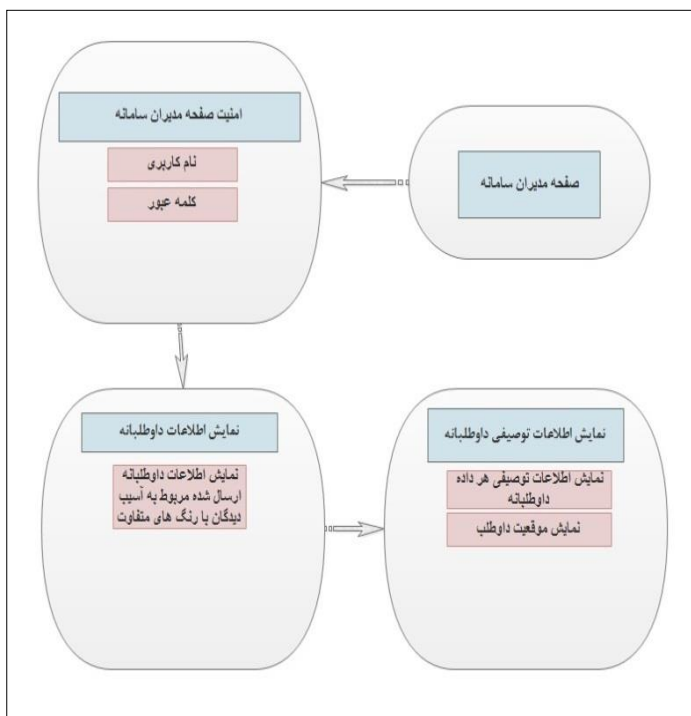 صفحه مدیران سامانه
امنیت صفحه مدیران سامانه
نام کاربری
کلمه عبور
نمایش اطلاعات داوطلبانه
نمایش اطلاعات داوطلبانه
ارسال شده مربوط به آسیب
دیدگان با رنگ های متفاوت
نمایش اطلاعات توصیفی داوطلبانه
نمایش اطلاعات توصیفی هر داده
داوطلبانه
نمایش موقعیت داوطلب